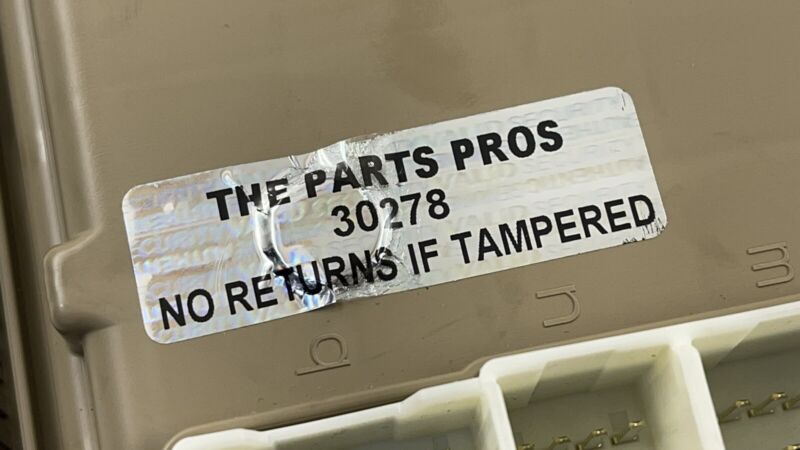 THE PARTS PROS
30278
NO RETURNS IF TAMPERED